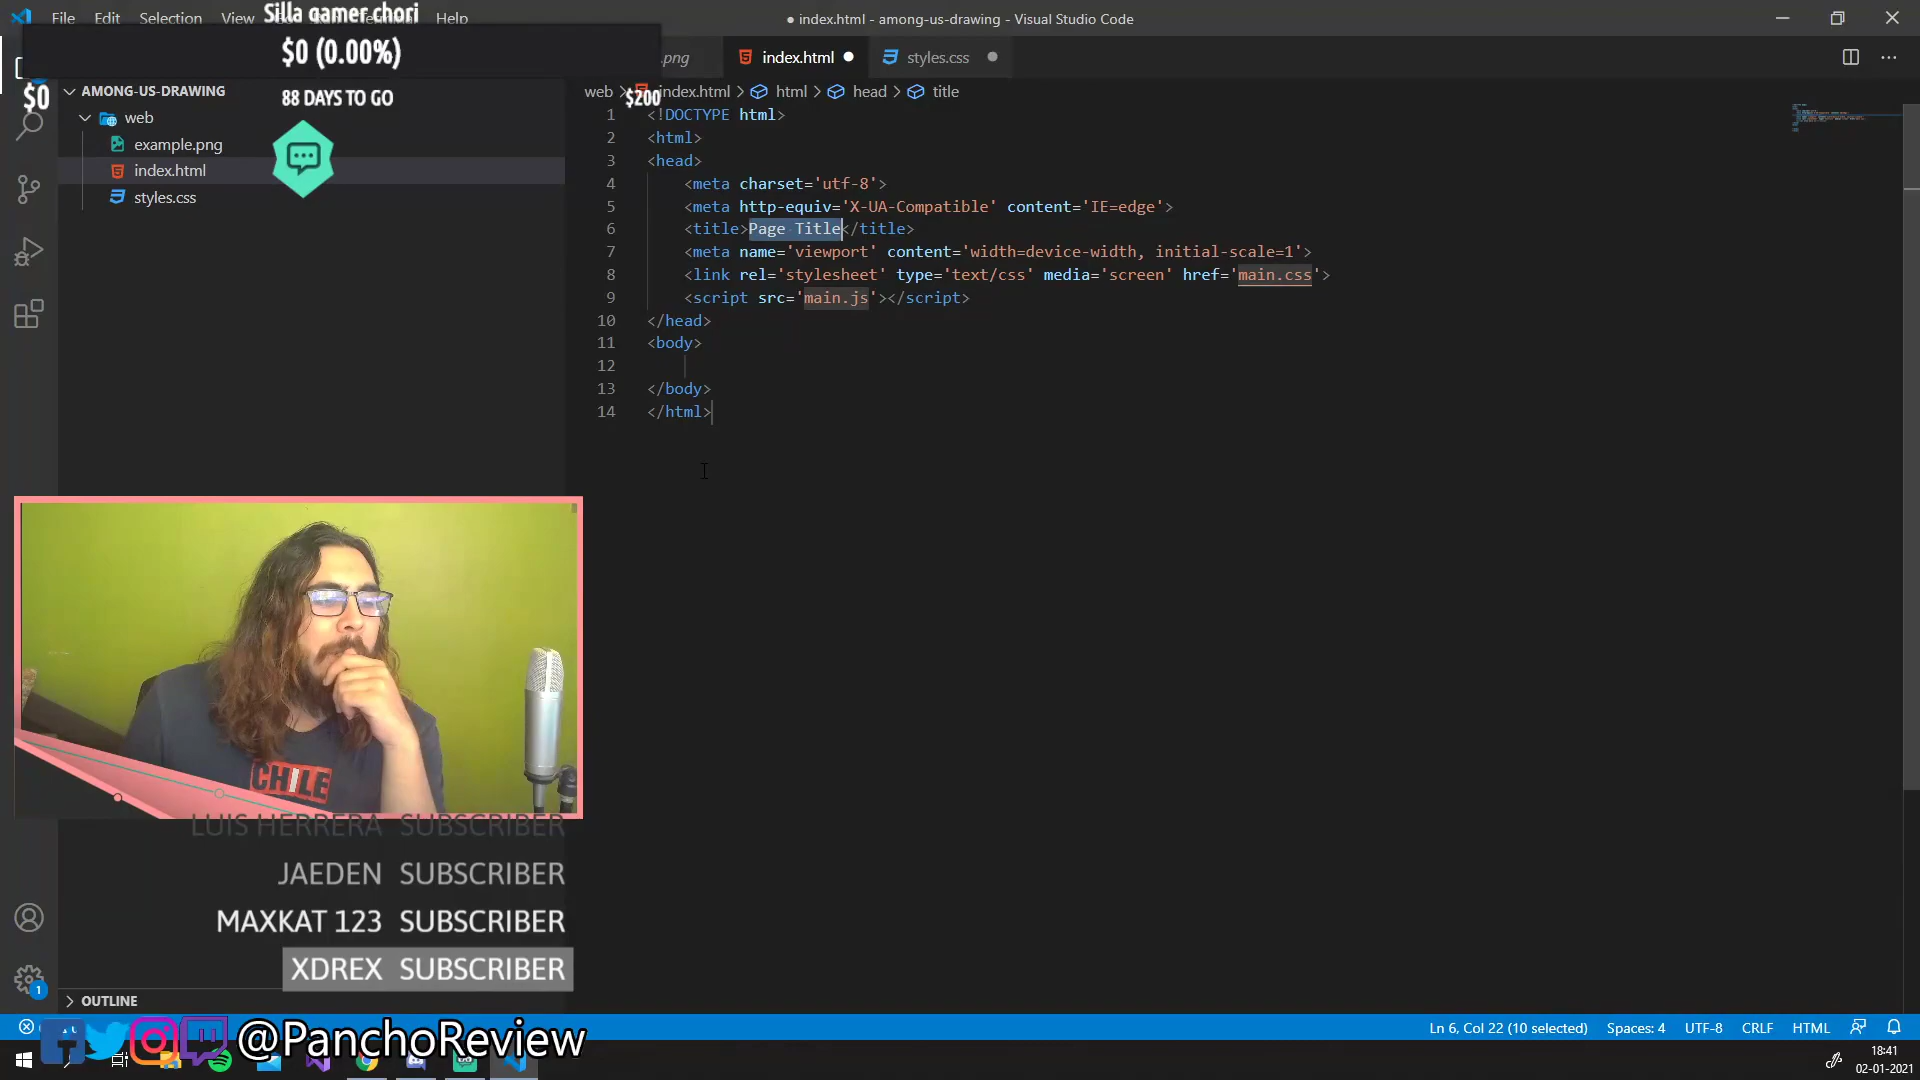 Silla gamer chori
$0 (0.00%)
88 DAYS TO GO
$0
$200
File Edit Selection View Help
● index.html - among-us-drawing - Visual Studio Code
.png
index.html
styles.css
web > index.html > html > head > title
AMONG-US-DRAWING
web
example.png
index.html
styles.css
1 <!DOCTYPE html>
2 <html>
3 <head>
4 <meta charset='utf-8'>
5 <meta http-equiv='X-UA-Compatible' content='IE=edge'>
6 <title>Page Title</title>
7 <meta name='viewport' content='width=device-width, initial-scale=1'>
8 <link rel='stylesheet' type='text/css' media='screen' href='main.css'>
9 <script src='main.js'></script>
10 </head>
11 <body>
12
13 </body>
14 </html>
CHILE
LUIS HERRERA SUBSCRIBER
JAEDEN SUBSCRIBER
MAXKAT 123 SUBSCRIBER
XDREX SUBSCRIBER
1
OUTLINE
@PanchoReview
Ln 6, Col 22 (10 selected) Spaces: 4 UTF-8 CRLF HTML
18:41
02-01-2021